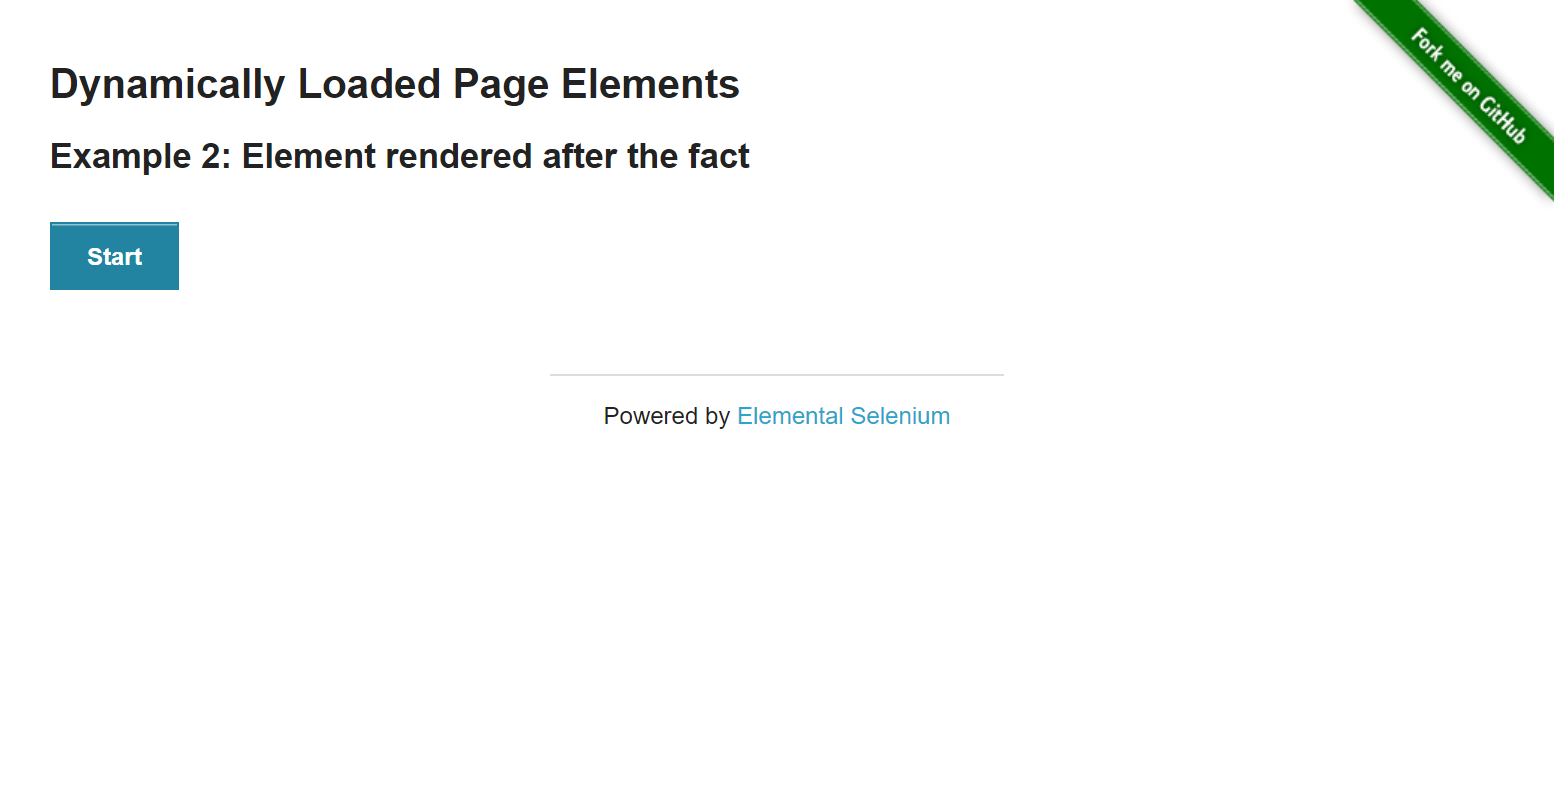 Fork me on GitHub
Dynamically Loaded Page Elements
Example 2: Element rendered after the fact
Start
Powered by Elemental Selenium